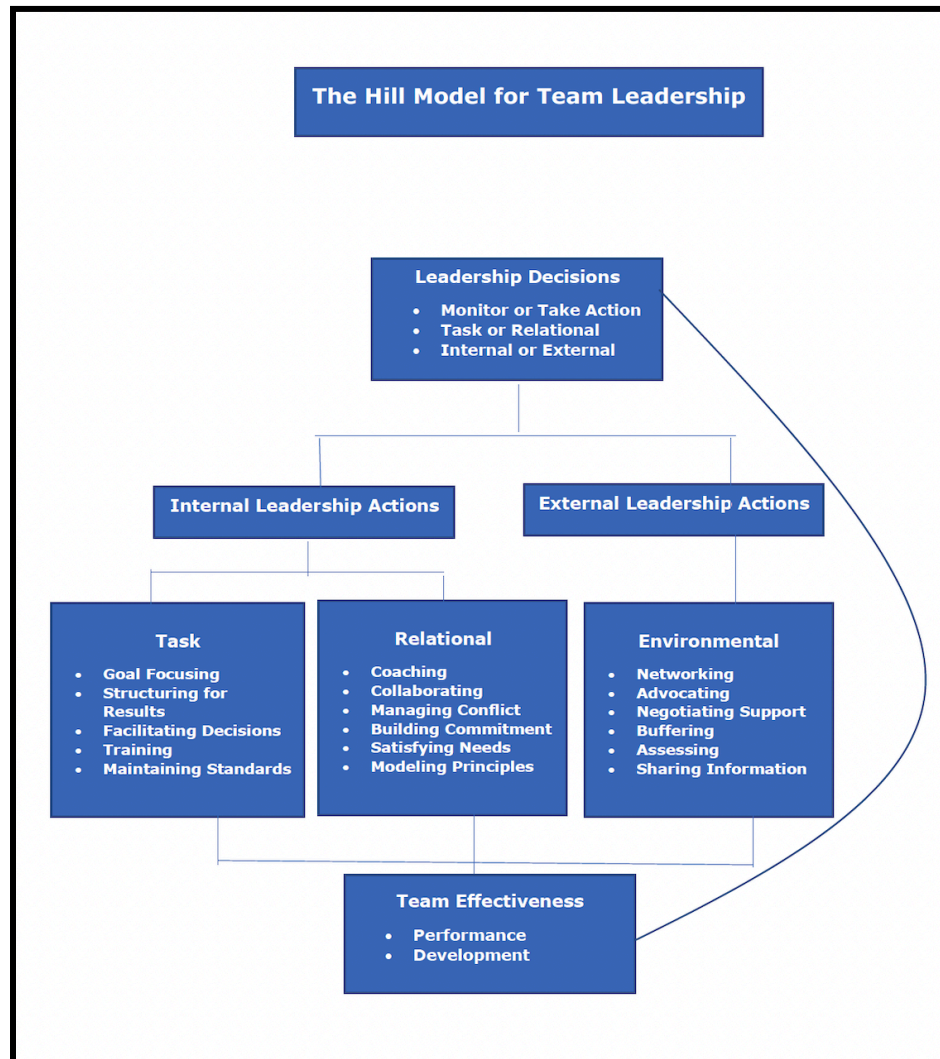 The Hill Model for Team Leadership
Leadership Decisions
• Monitor or Take Action
• Task or Relational
• Internal or External
Internal Leadership Actions
External Leadership Actions
Task
• Goal Focusing
• Structuring for
Results
• Facilitating Decisions
• Training
• Maintaining Standards
Relational
• Coaching
• Collaborating
• Managing Conflict
• Building Commitment
• Satisfying Needs
• Modeling Principles
Environmental
• Networking
• Advocating
• Negotiating Support
• Buffering
• Assessing
• Sharing Information
Team Effectiveness
• Performance
• Development